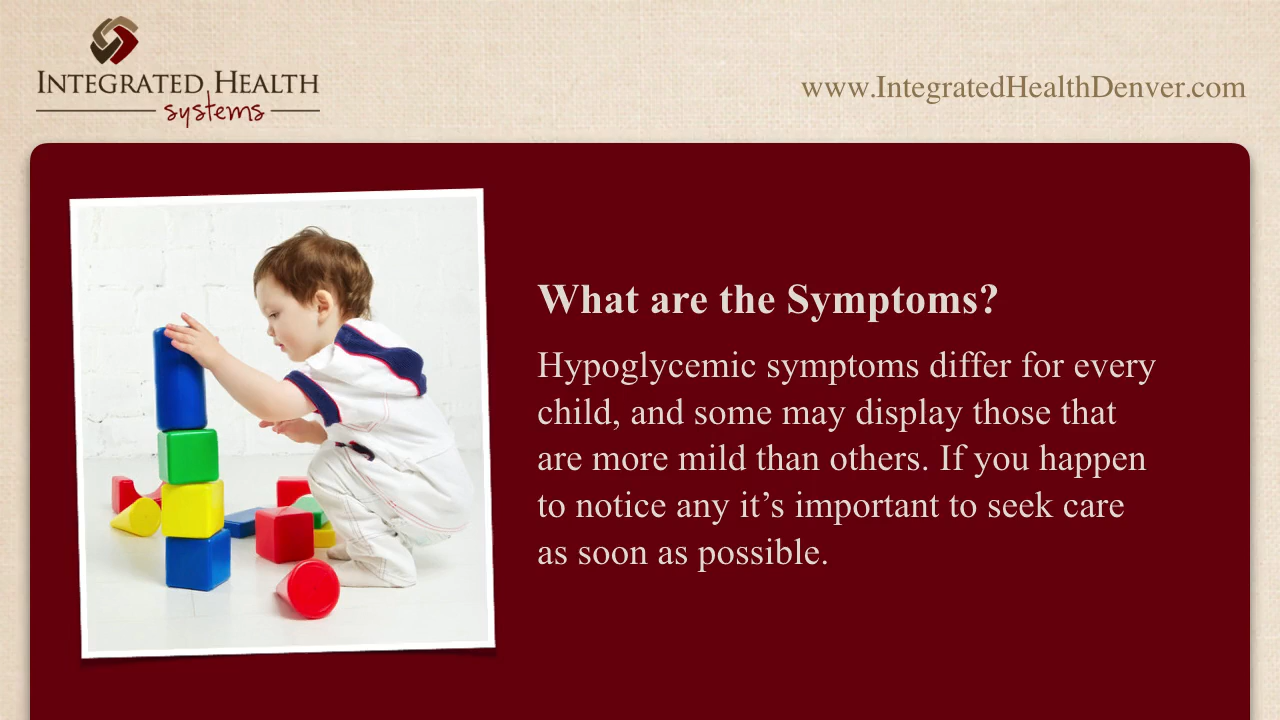 INTEGRATED HEALTH
systems
www.IntegratedHealthDenver.com
What are the Symptoms?
Hypoglycemic symptoms differ for every
child, and some may display those that
are more mild than others. If you happen
to notice any it’s important to seek care
as soon as possible.